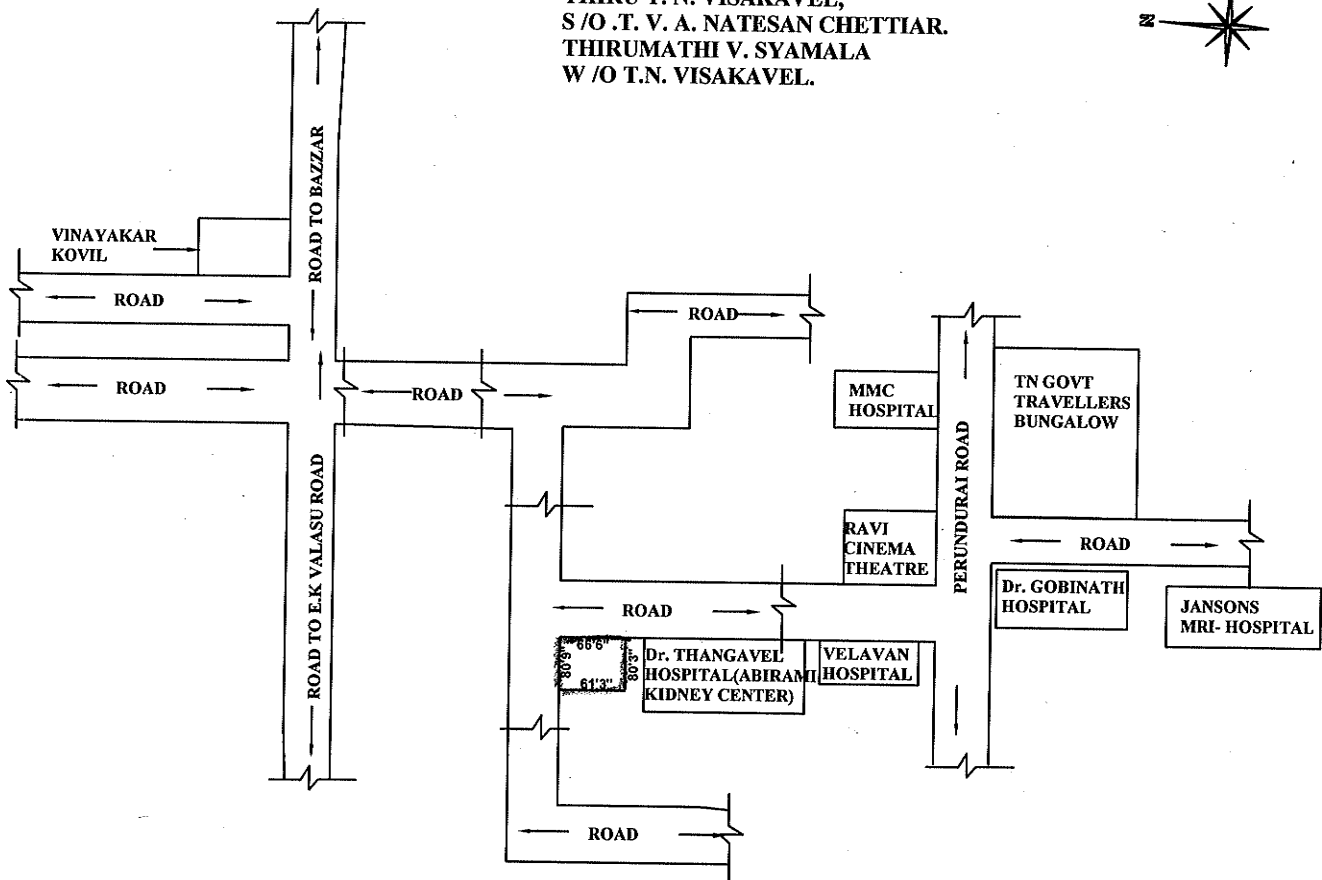 THIRU T. N. VISAKAVEL,
S /O .T. V. A. NATESAN CHETTIAR.
THIRUMATHI V. SYAMALA
W /O T.N. VISAKAVEL.
N
ROAD TO BAZZAR
VINAYAKAR
KOVIL
ROAD
ROAD
ROAD
ROAD
ROAD TO E.K VALASU ROAD
MMC
HOSPITAL
TN GOVT
TRAVELLERS
BUNGALOW
PERUNDURAI ROAD
RAVI
CINEMA
THEATRE
ROAD
Dr. GOBINATH
HOSPITAL
JANSONS
MRI- HOSPITAL
ROAD
66'6"
80'9"
80'3"
61'3"
Dr. THANGAVEL
HOSPITAL(ABIRAMI
KIDNEY CENTER)
VELAVAN
HOSPITAL
ROAD